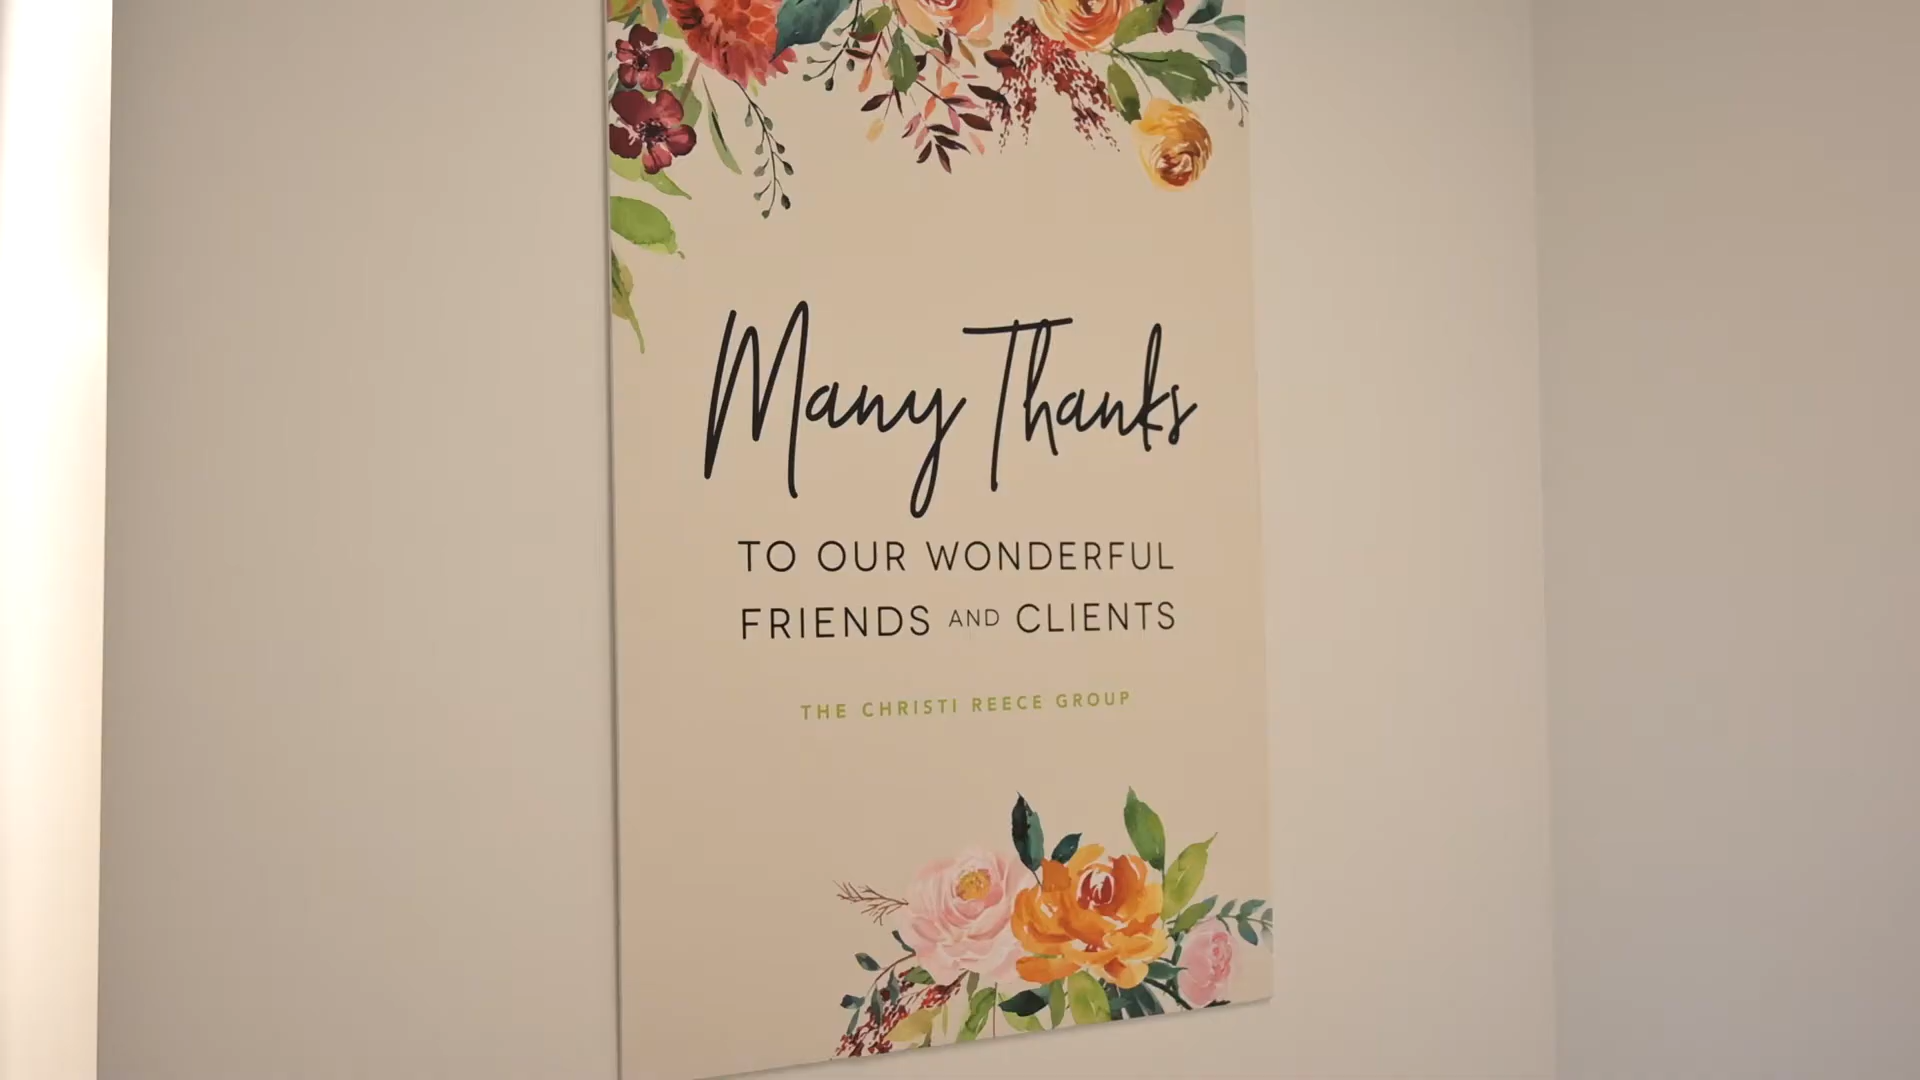 Many Thanks
TO OUR WONDERFUL
FRIENDS AND CLIENTS
THE CHRISTI REECE GROUP